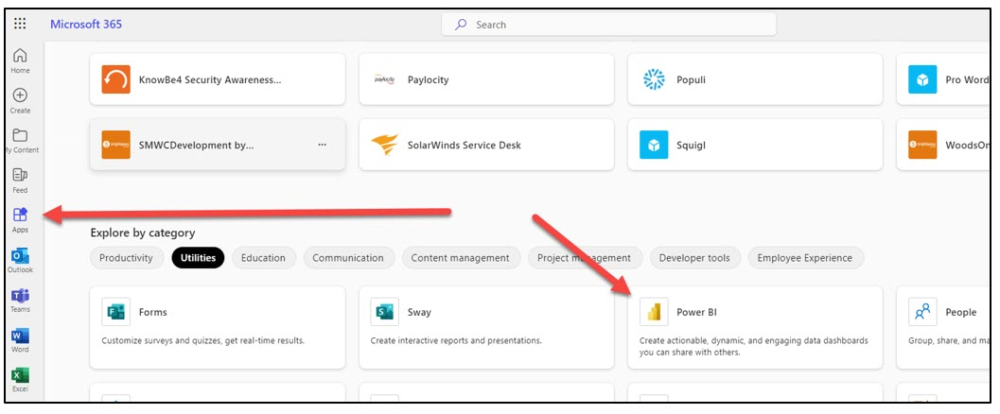 Microsoft 365
Search
Home
Create
My Content
Feed
Apps
Outlook
Teams
Word
Excel
KnowBe4 Security Awareness...
Paylocity
paylocity
Populi
Pro Word
SMWCDevelopment by...
...
SolarWinds Service Desk
Squigl
WoodsOn
Explore by category
Productivity
Utilities
Education
Communication
Content management
Project management
Developer tools
Employee Experience
Forms
Customize surveys and quizzes, get real-time results.
Sway
Create interactive reports and presentations.
Power BI
Create actionable, dynamic, and engaging data dashboards
you can share with others.
People
Group, share, and ma